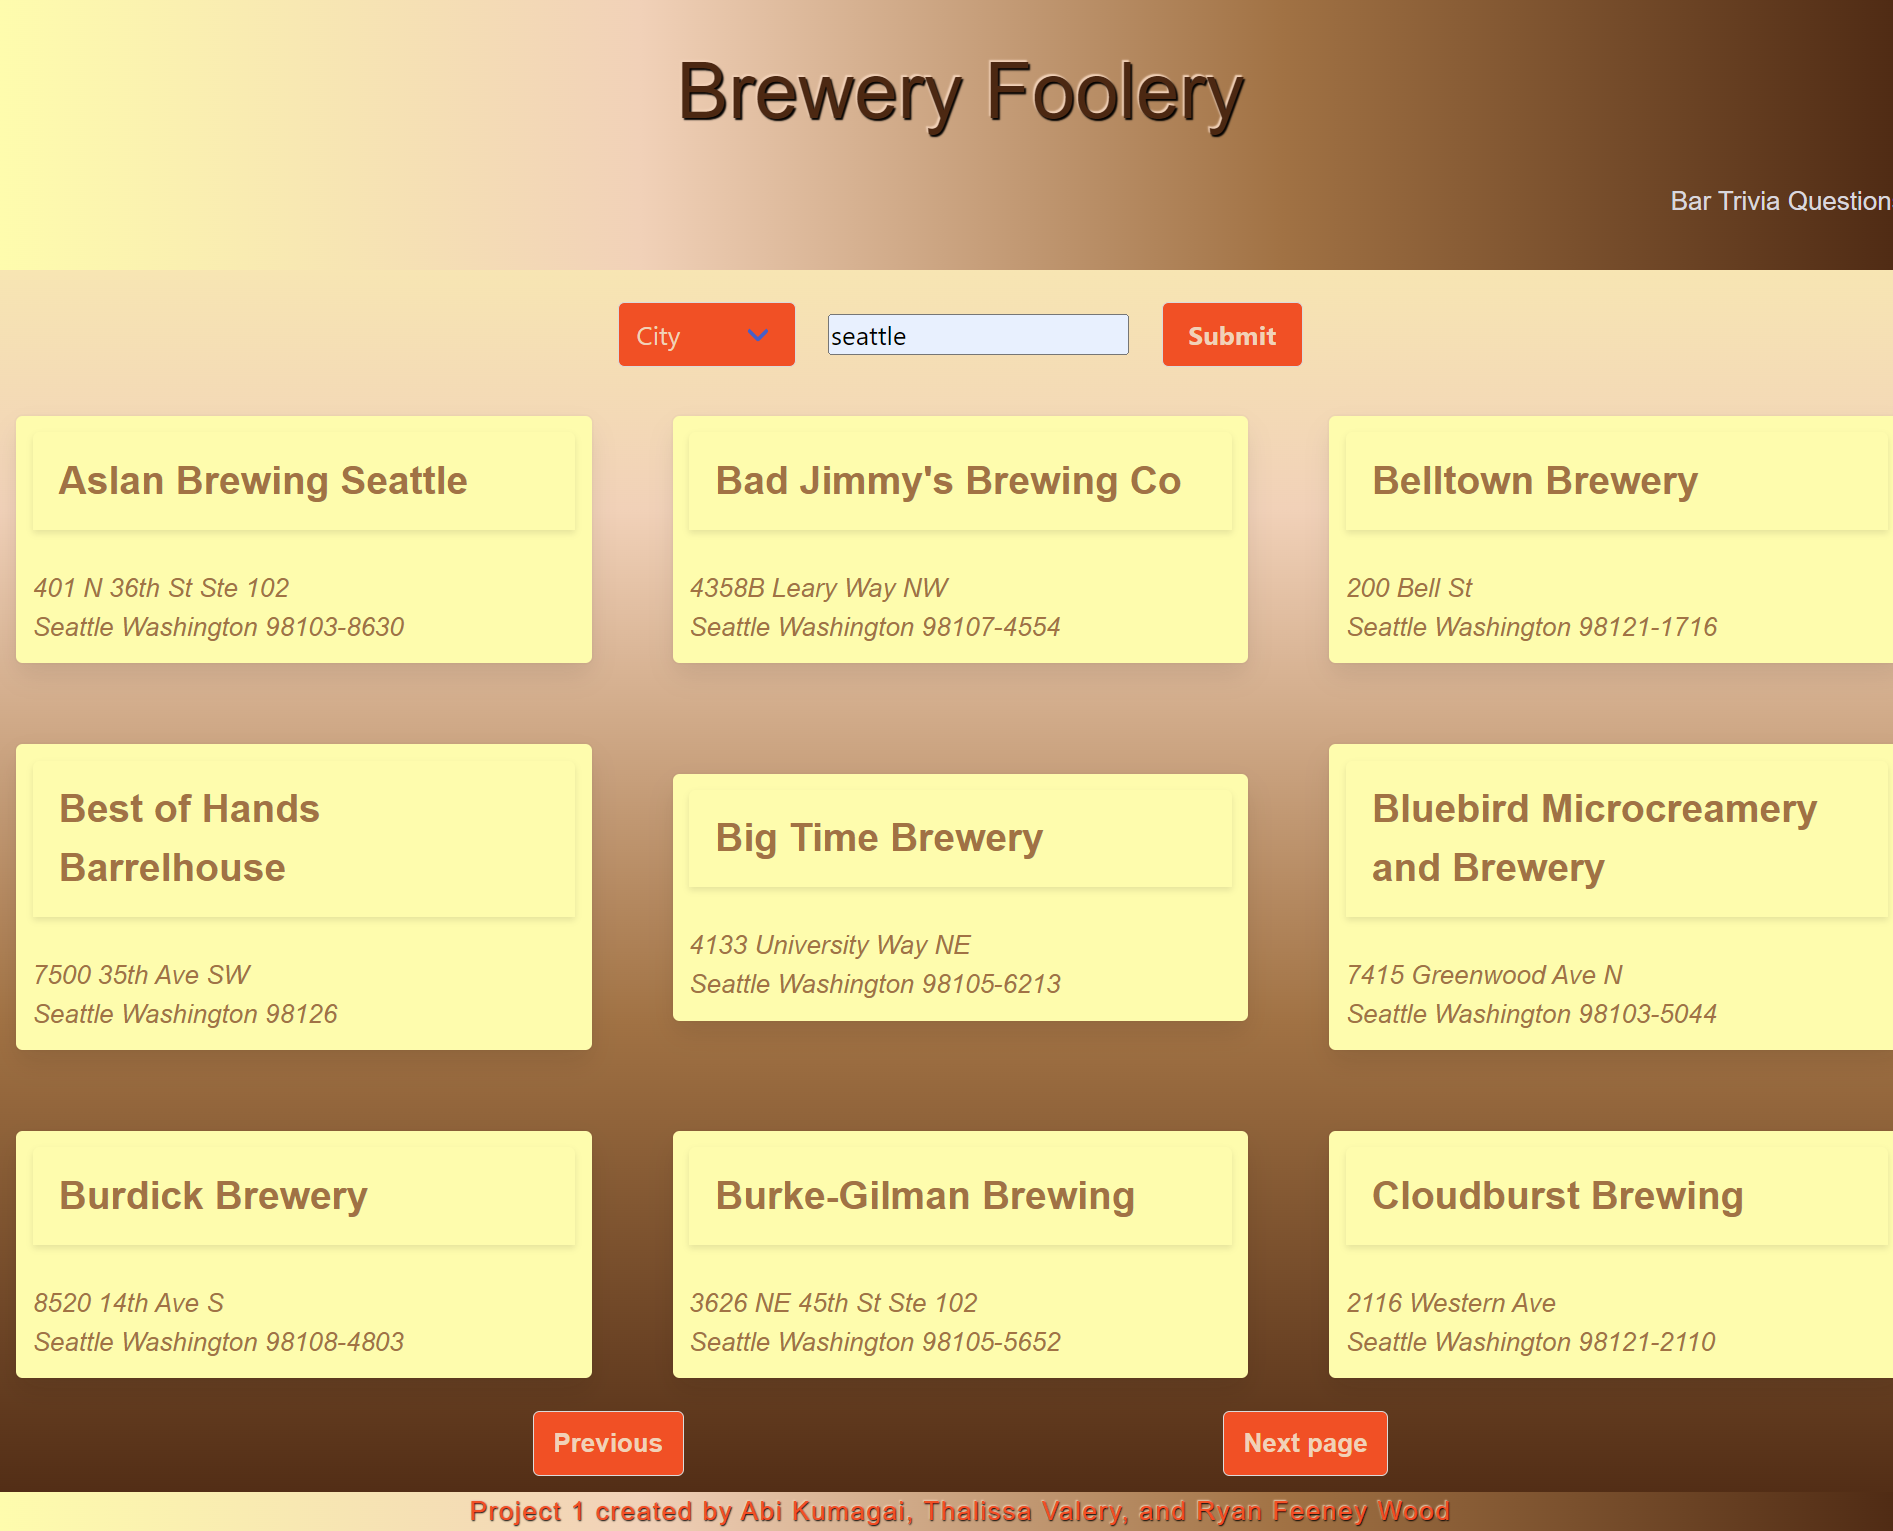 Brewery Foolery
Bar Trivia Question
City
seattle
Submit
Aslan Brewing Seattle
401 N 36th St Ste 102
Seattle Washington 98103-8630
Bad Jimmy's Brewing Co
4358B Leary Way NW
Seattle Washington 98107-4554
Belltown Brewery
200 Bell St
Seattle Washington 98121-1716
Best of Hands
Barrelhouse
7500 35th Ave SW
Seattle Washington 98126
Big Time Brewery
4133 University Way NE
Seattle Washington 98105-6213
Bluebird Microcreamery
and Brewery
7415 Greenwood Ave N
Seattle Washington 98103-5044
Burdick Brewery
8520 14th Ave S
Seattle Washington 98108-4803
Burke-Gilman Brewing
3626 NE 45th St Ste 102
Seattle Washington 98105-5652
Cloudburst Brewing
2116 Western Ave
Seattle Washington 98121-2110
Previous
Next page
Project 1 created by Abi Kumagai, Thalissa Valery, and Ryan Feeney Wood